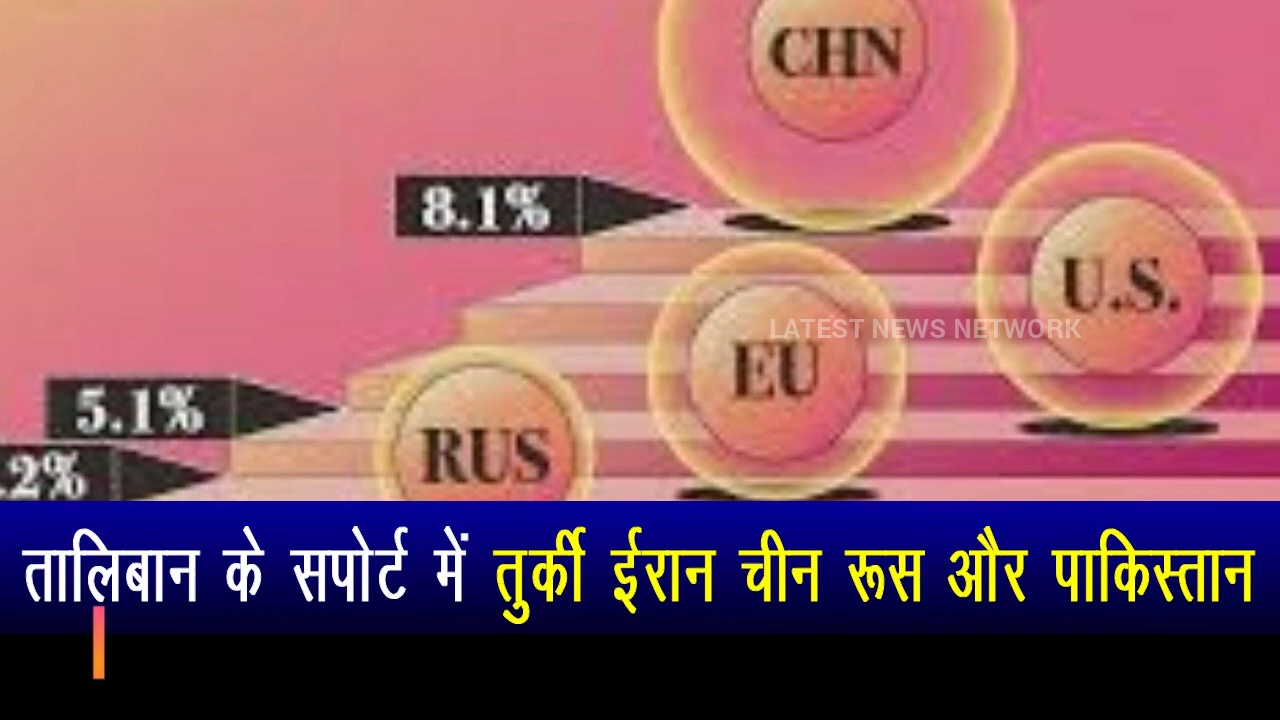 CHN
8.1%
U.S.
LATEST NEWS NETWORK
EU
5.1%
RUS
.2%
तालिबान के सपोर्ट में तुर्की ईरान चीन रूस और पाकिस्तान